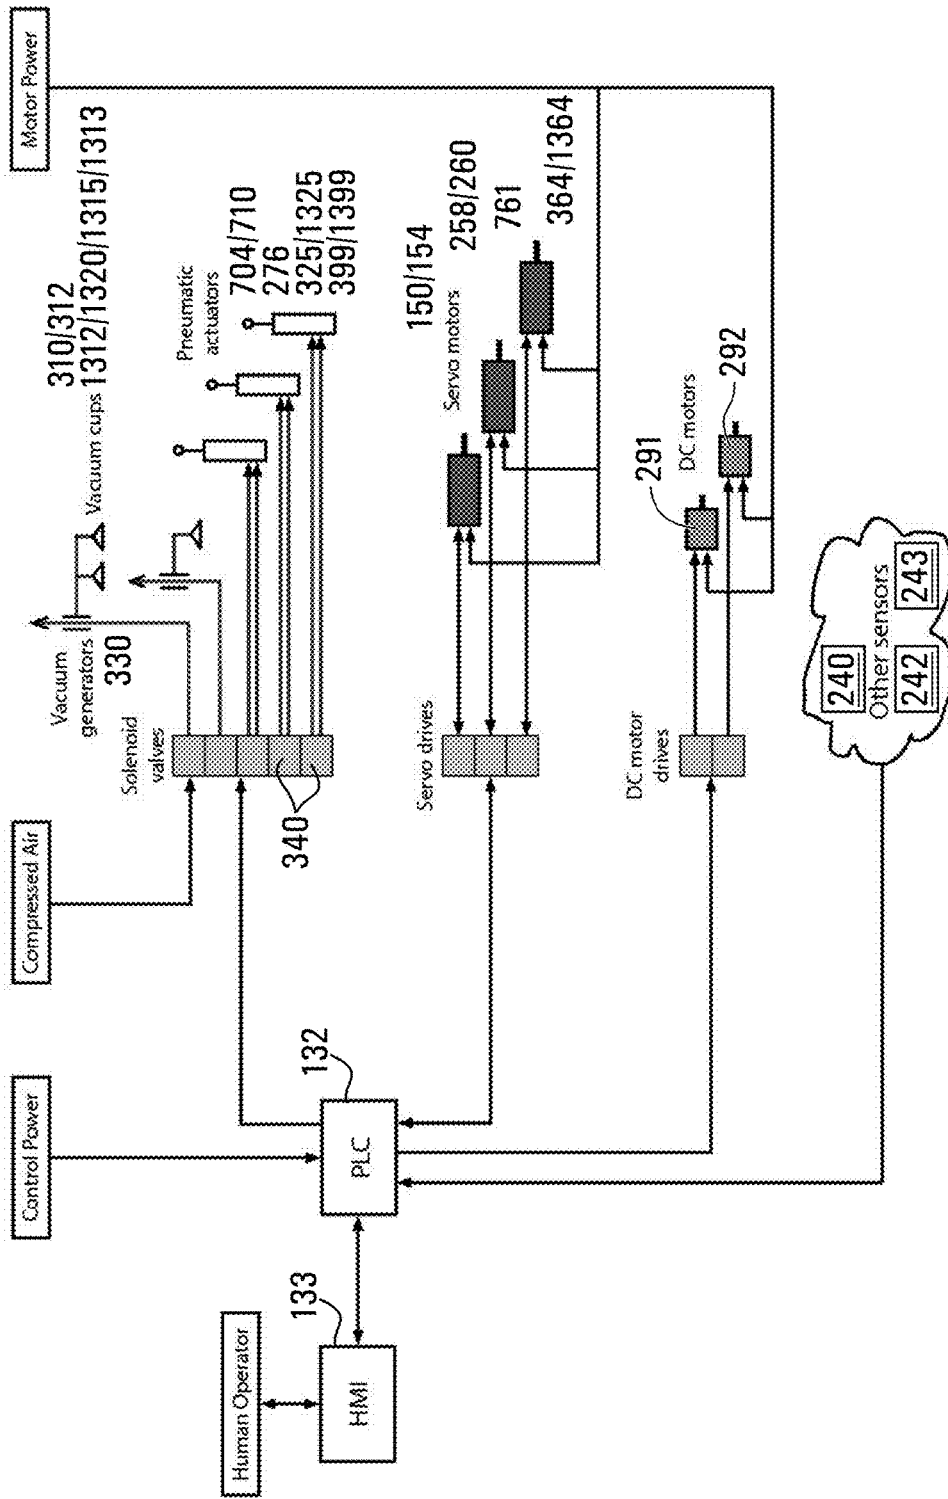 Human Operator
Control Power
Compressed Air
Motor Power
HMI
133
PLC
132
Solenoid
valves
340
Vacuum
generators
330
Vacuum cups
310/312
1312/1320/1315/1313
Pneumatic
actuators
704/710
276
325/1325
399/1399
Servo drives
Servo motors
150/154
258/260
761
364/1364
DC motor
drives
DC motors
291
292
240
Other sensors
242
243